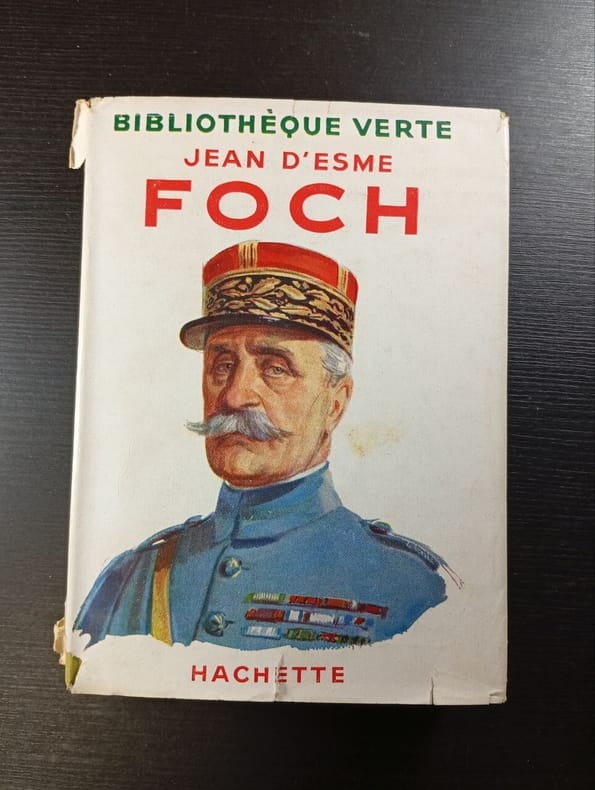 BIBLIOTHÈQUE VERTE
JEAN D'ESME
FOCH
HACHETTE